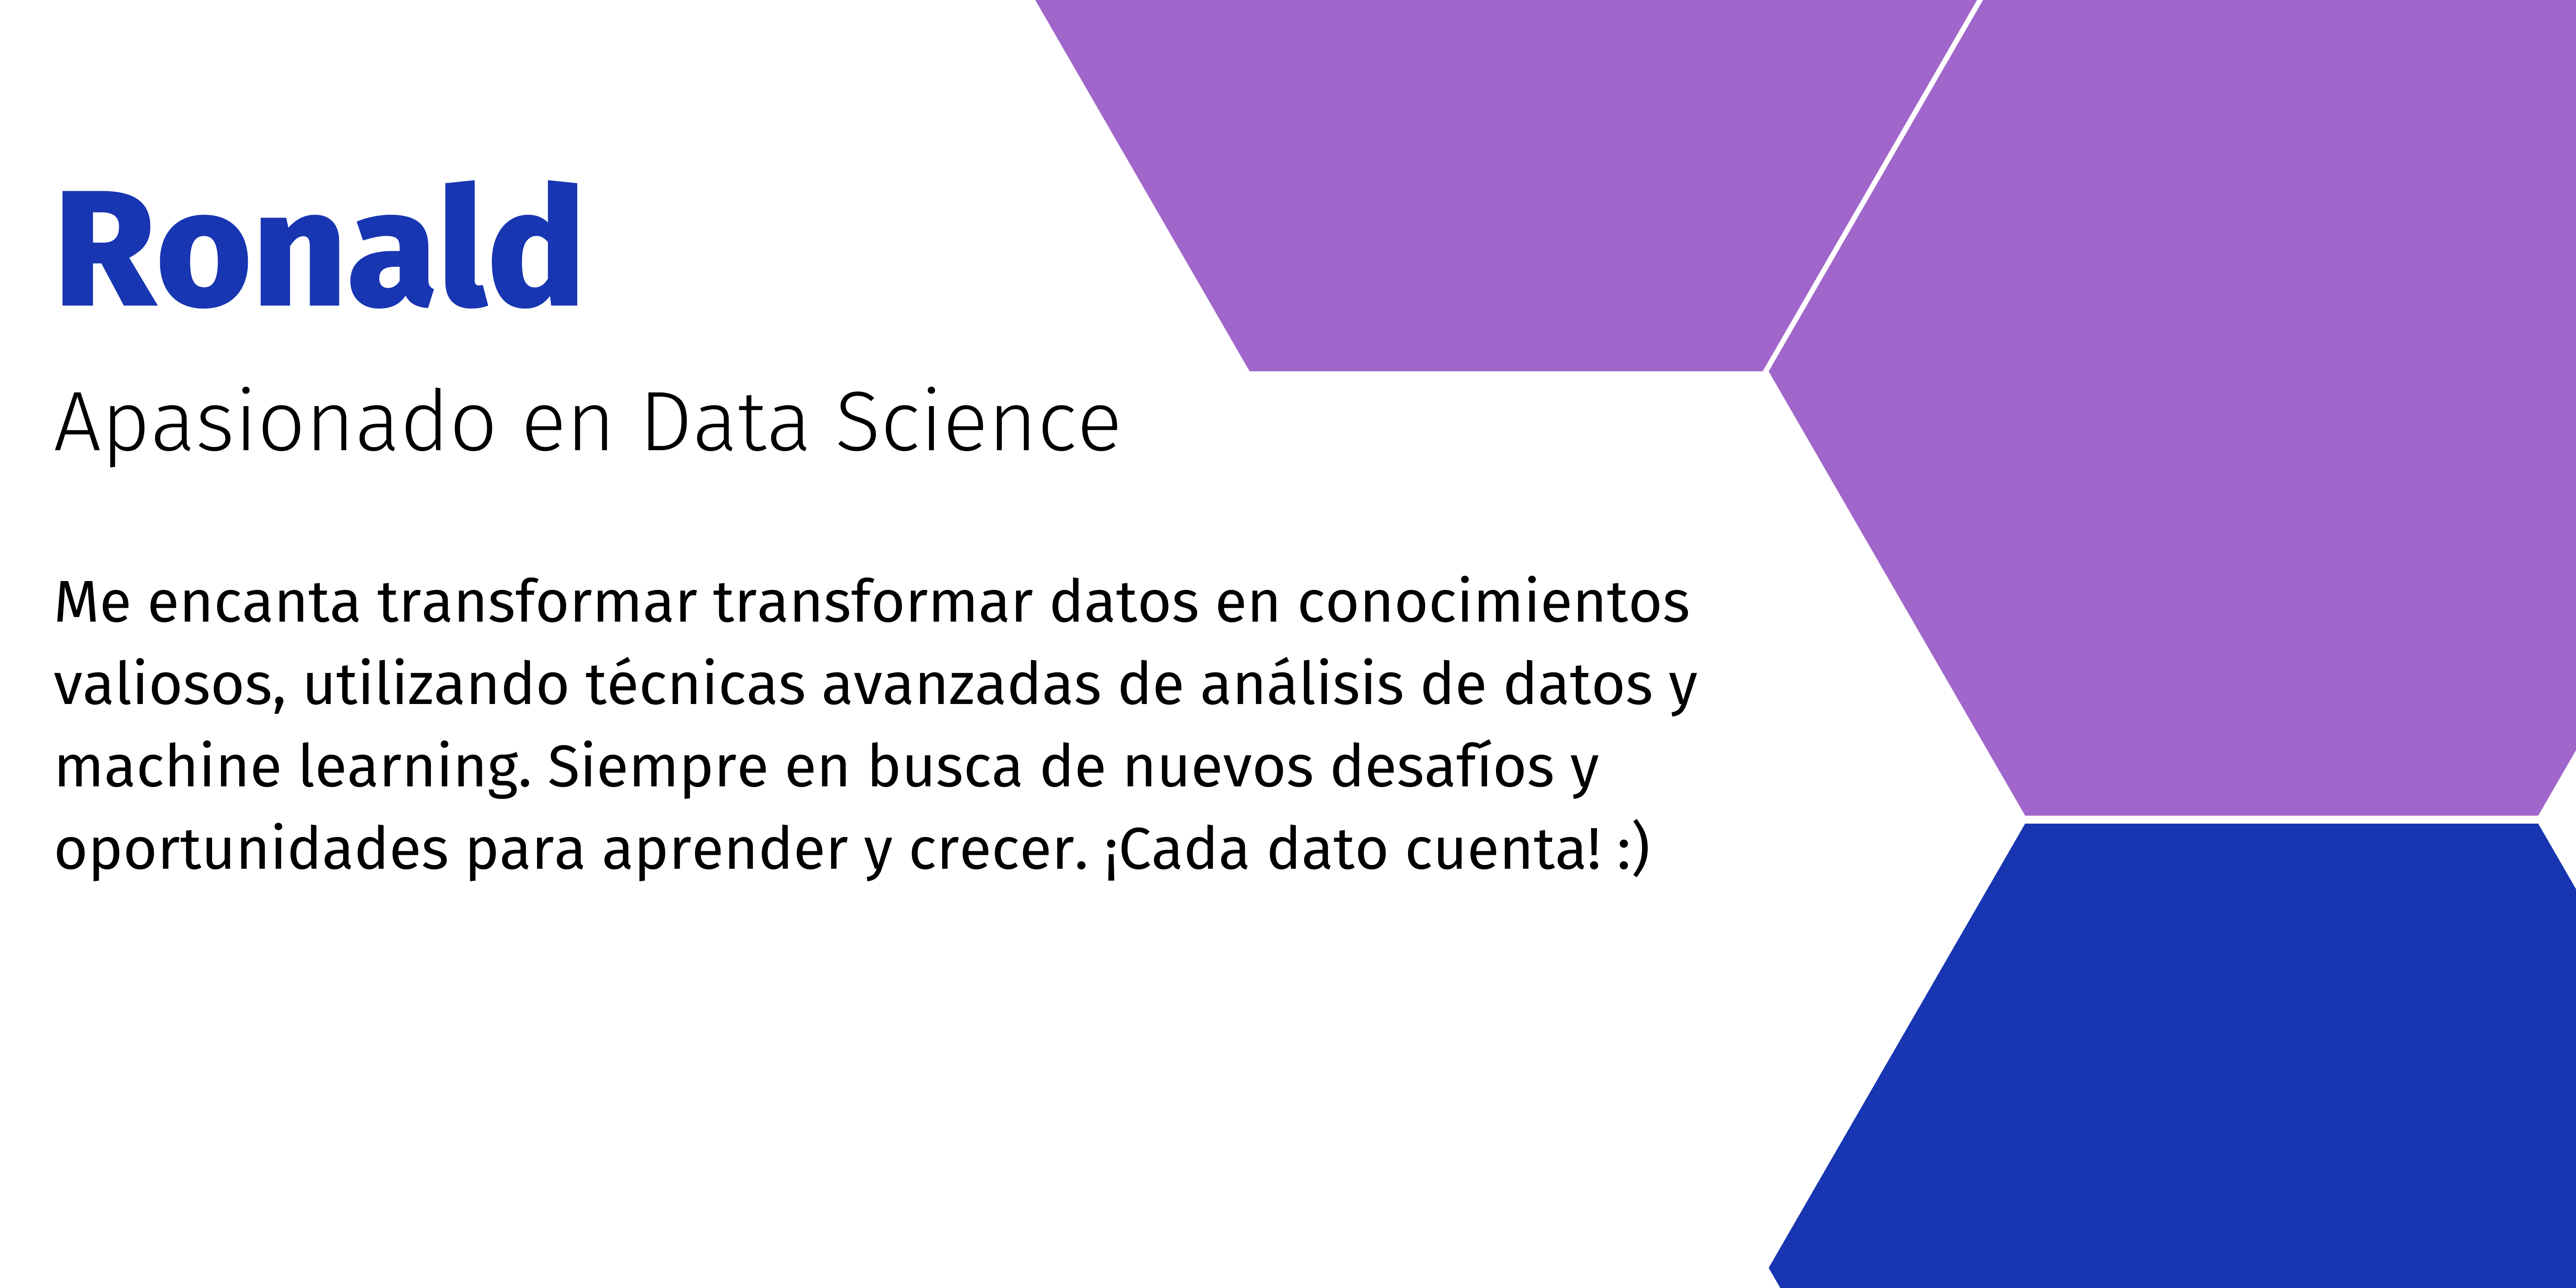 Ronald
Apasionado en Data Science
Me encanta transformar transformar datos en conocimientos
valiosos, utilizando técnicas avanzadas de análisis de datos y
machine learning. Siempre en busca de nuevos desafíos y
oportunidades para aprender y crecer. ¡Cada dato cuenta! :)